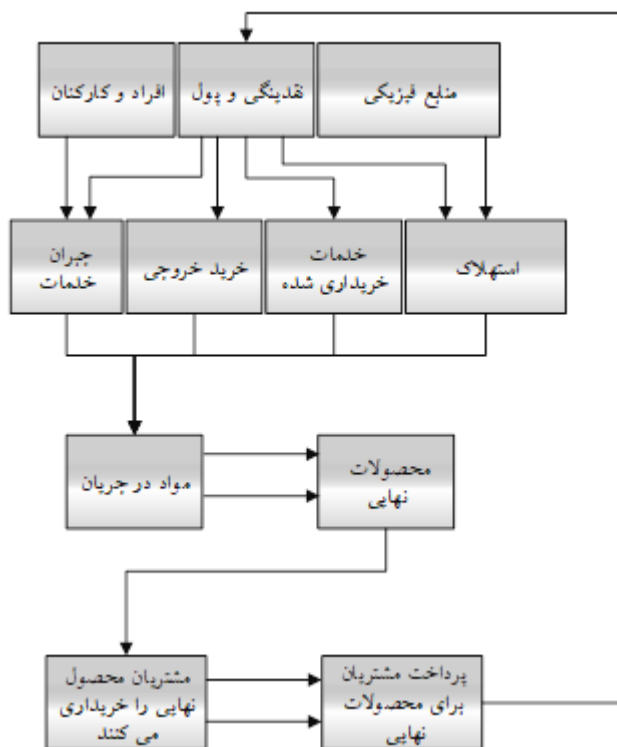 منابع فیزیکی
نقدینگی و پول
افراد و کارکنان
استهلاک
خدمات
خریداری شده
خرید خروجی
جبران
خدمات
مواد در جریان
محصولات
نهایی
مشتریان محصول
نهایی را خریداری
می کنند
پرداخت مشتریان
برای محصولات
نهایی